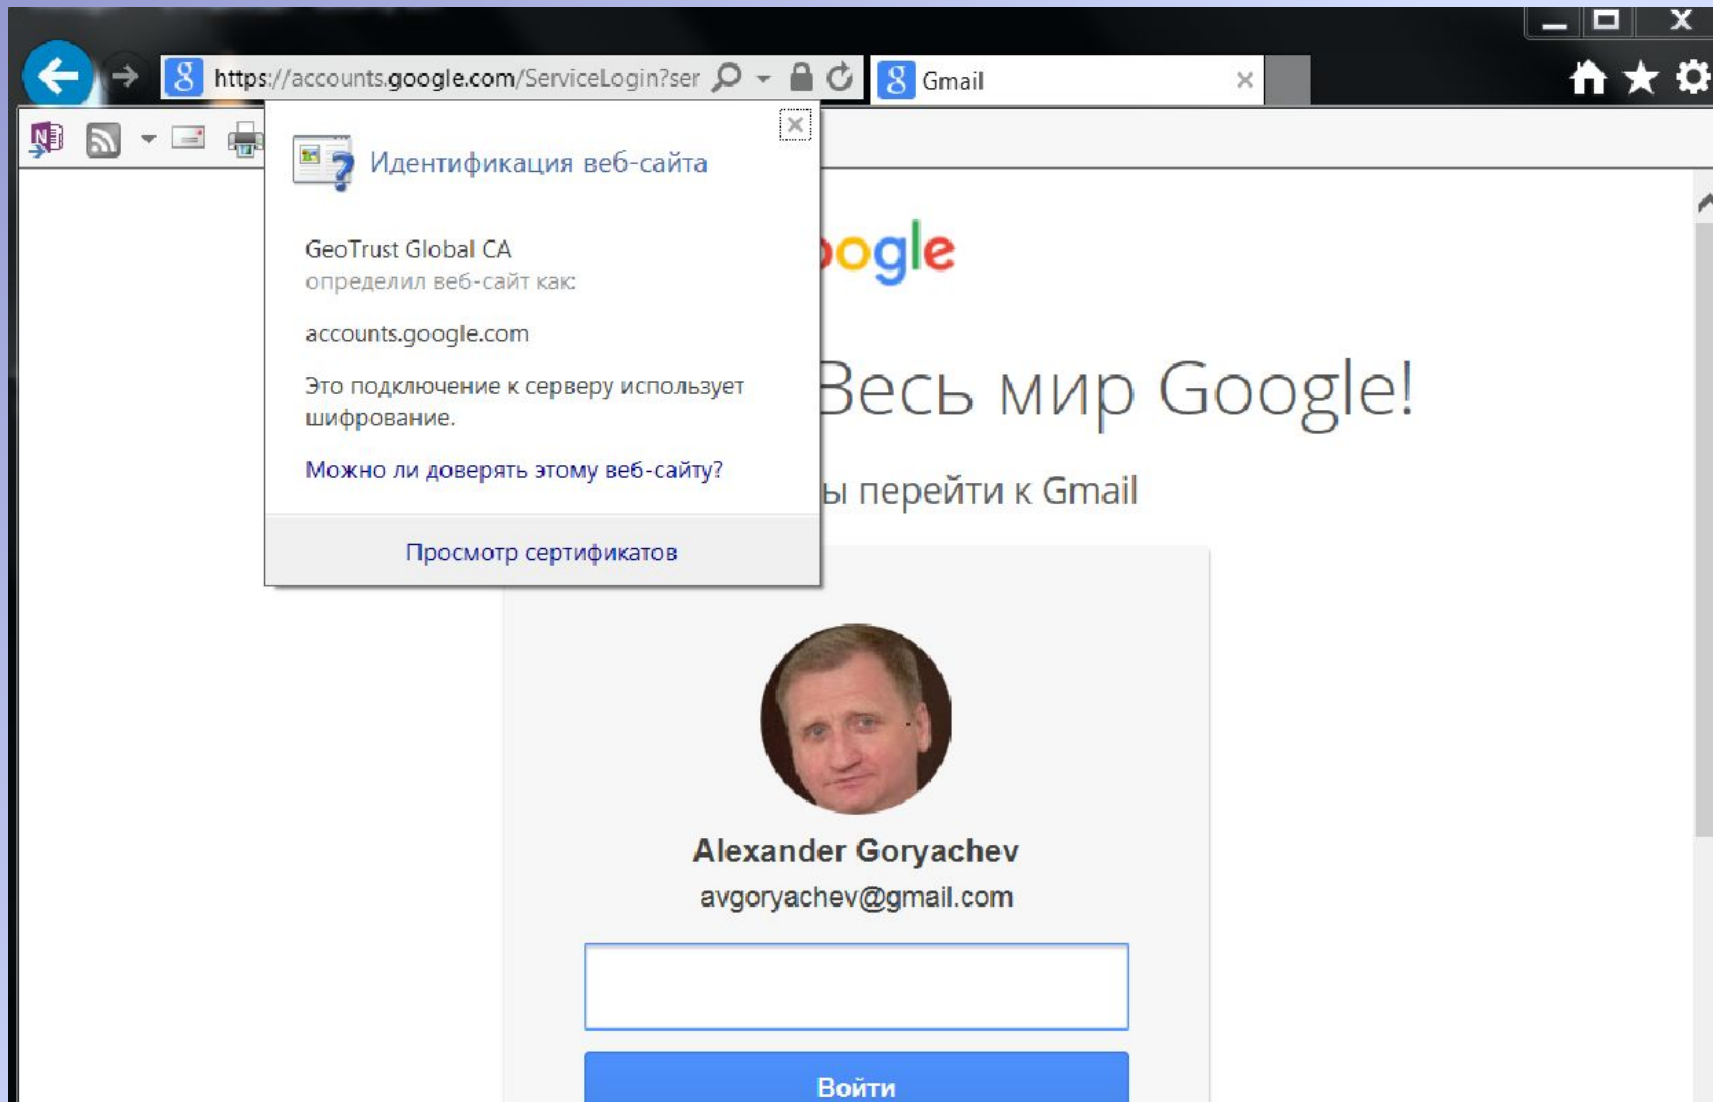 https://accounts.google.com/ServiceLogin?ser
Gmail
Идентификация веб-сайта
GeoTrust Global CA
определил веб-сайт как:
accounts.google.com
Это подключение к серверу использует
шифрование.
Можно ли доверять этому веб-сайту?
Просмотр сертификатов
ogle
Весь мир Google!
ы перейти к Gmail
Alexander Goryachev
avgoryachev@gmail.com
Войти